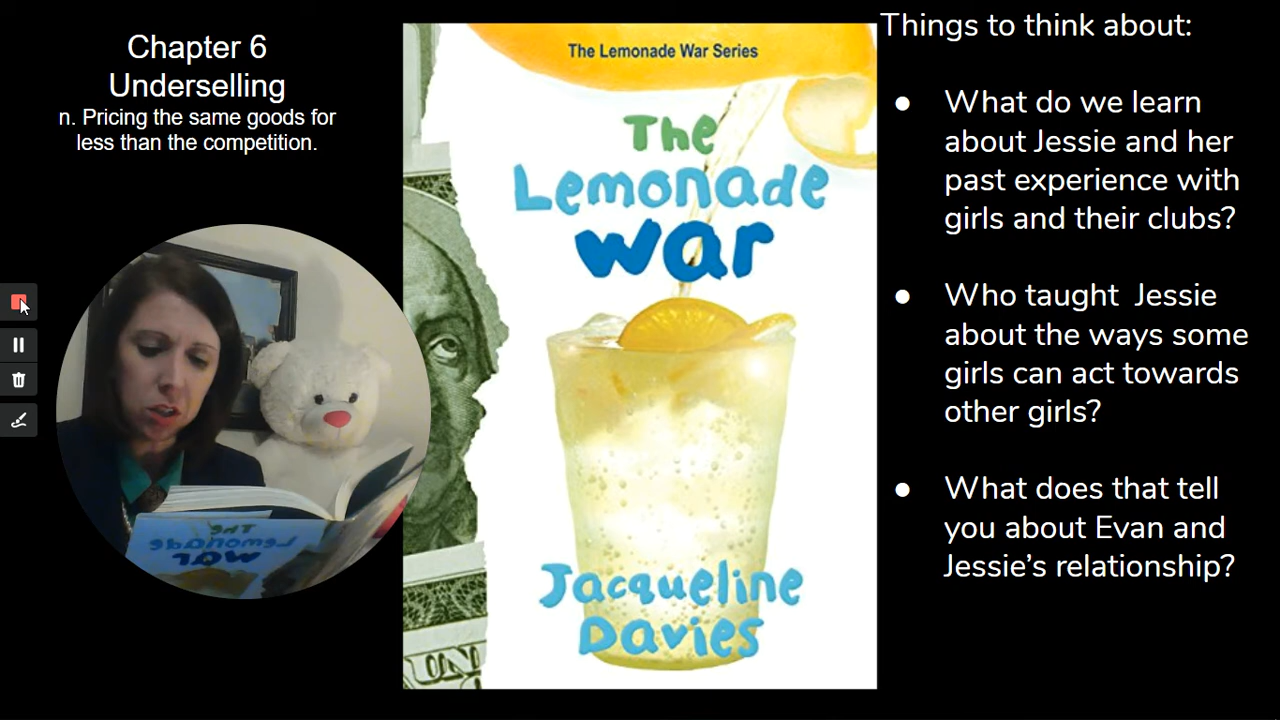 Chapter 6
Underselling
n. Pricing the same goods for
less than the competition.
The Lemonade War Series
The
Lemonade
war
Jacqueline
Davies
Things to think about:
● What do we learn
about Jessie and her
past experience with
girls and their clubs?
● Who taught  Jessie
about the ways some
girls can act towards
other girls?
● What does that tell
you about Evan and
Jessie’s relationship?
The
Lemonade
war